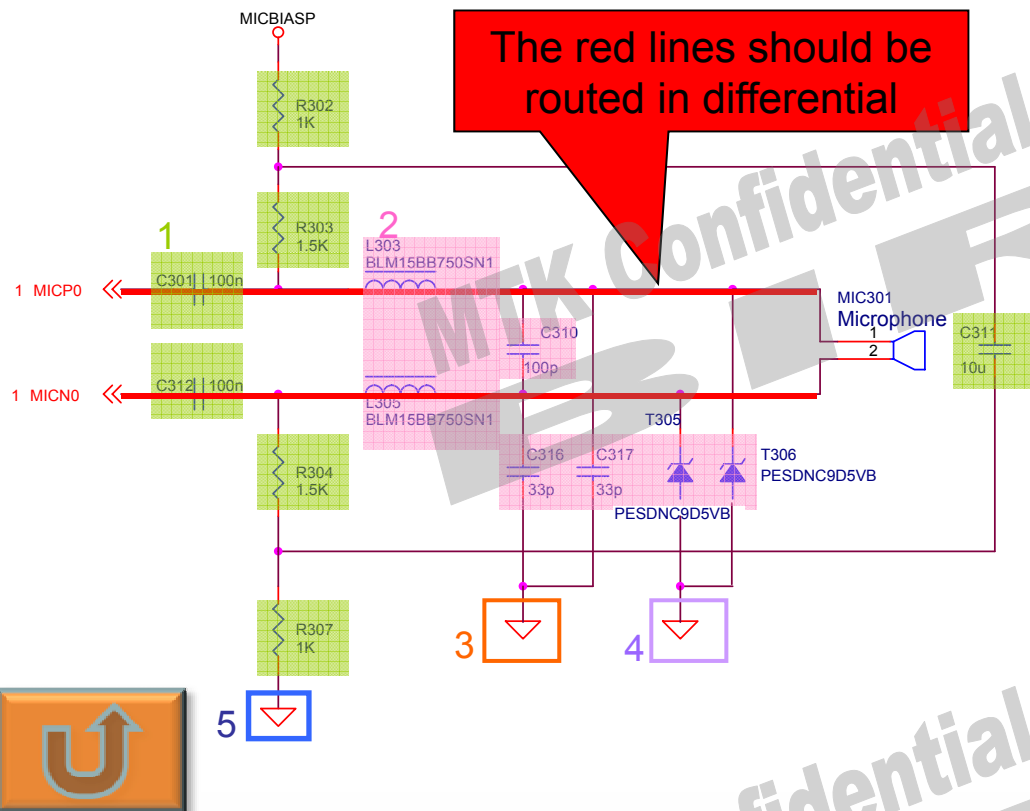 MICBIASP
The red lines should be
routed in differential
R302
1K
1
R303
1.5K
2
L303
BLM15BB750SN1
C301
100n
1 MICP0
MIC301
Microphone
1
2
C310
100p
C311
10u
C312
100n
1 MICN0
L305
BLM15BB750SN1
T305
R304
1.5K
C316
33p
C317
33p
T306
PESDNC9D5VB
PESDNC9D5VB
R307
1K
3
4
5
MTK Confidential